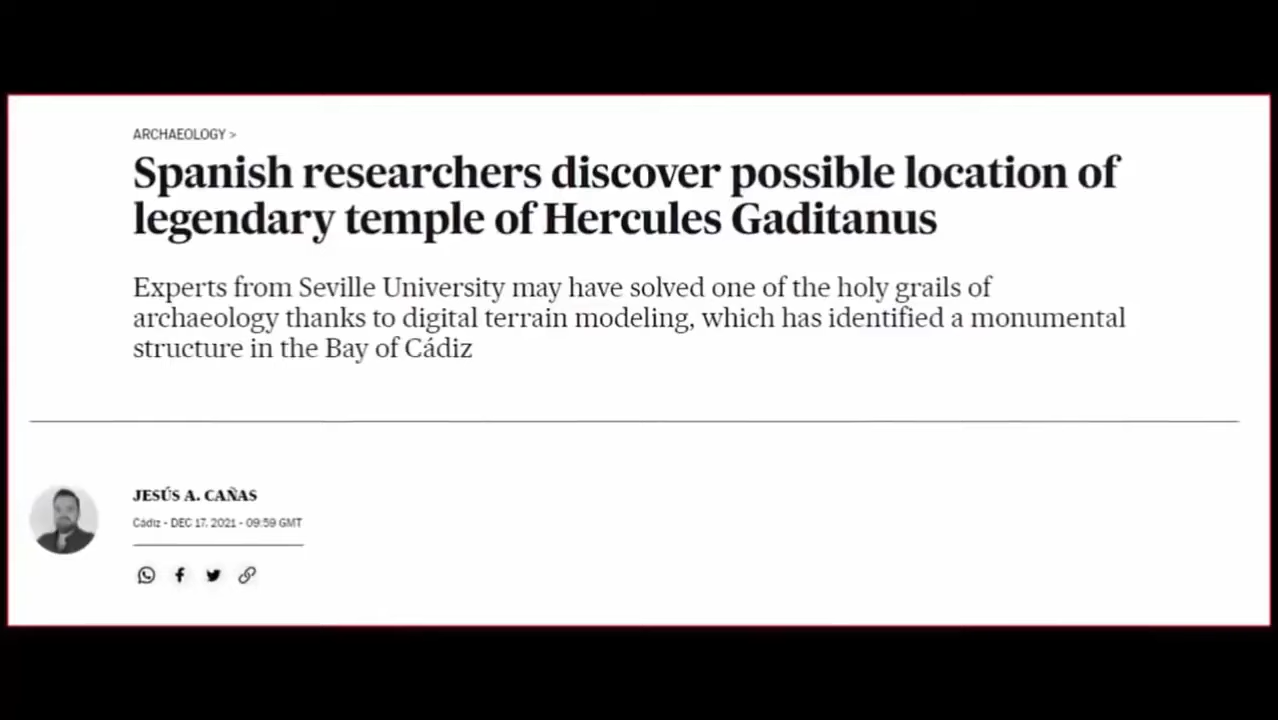 ARCHAEOLOGY >
Spanish researchers discover possible location of
legendary temple of Hercules Gaditanus
Experts from Seville University may have solved one of the holy grails of
archaeology thanks to digital terrain modeling, which has identified a monumental
structure in the Bay of Cádiz
JESÚS A. CAÑAS
Cádiz - DEC 17, 2021 - 09:59 GMT